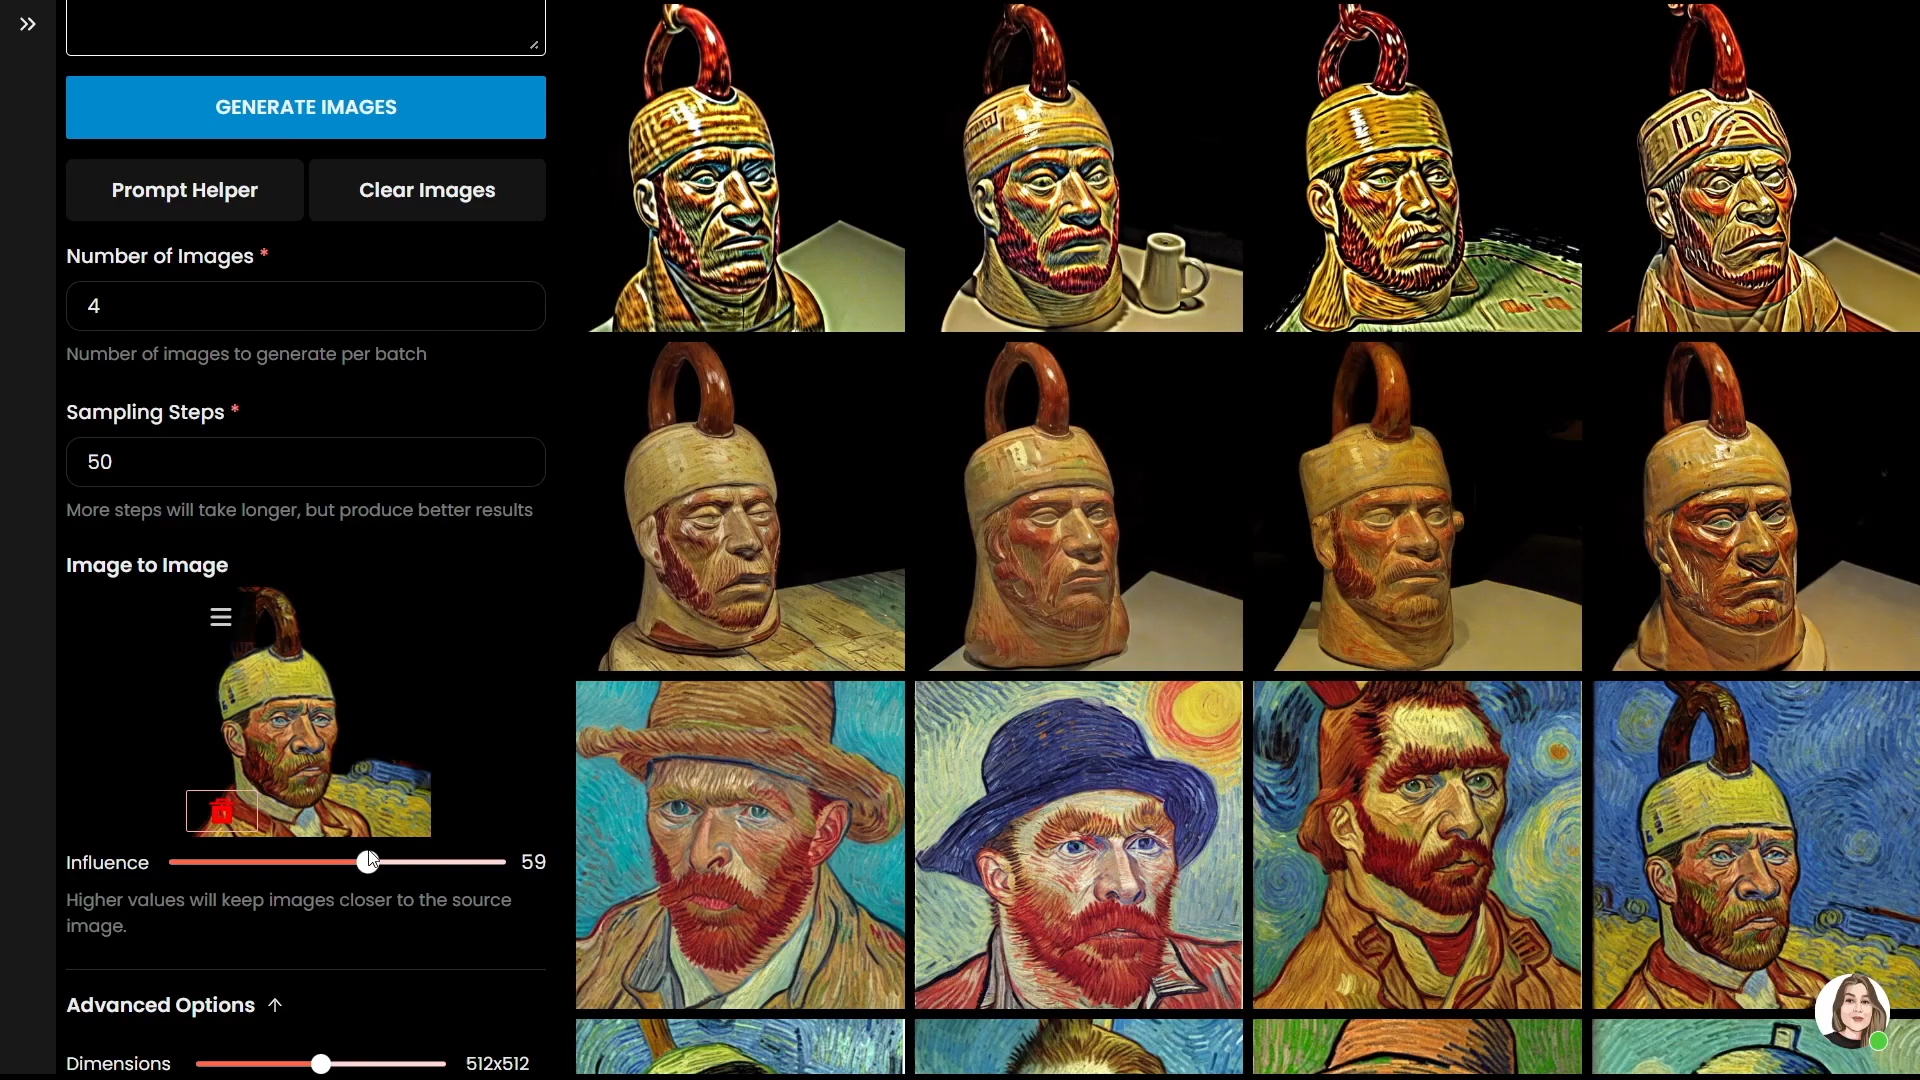 GENERATE IMAGES
Prompt Helper
Clear Images
Number of Images *
4
Number of images to generate per batch
Sampling Steps *
50
More steps will take longer, but produce better results
Image to Image
Influence
59
Higher values will keep images closer to the source
image.
Advanced Options
Dimensions
512x512